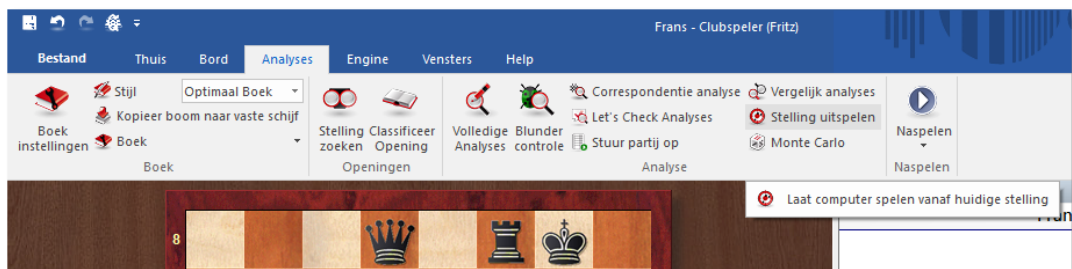 Frans - Clubspeler (Fritz)
Bestand Thuis Bord Analyses Engine Vensters Help
Stijl Optimaal Boek
Kopieer boom naar vaste schijf
Boek
Boek
instellingen
Boek
Stelling
zoeken
Classificeer
Opening
Openingen
Volledige
Analyses
Blunder
controle
Correspondentie analyse
Let's Check Analyses
Stuur partij op
Vergelijk analyses
Stelling uitspelen
Monte Carlo
Analyse
Naspelen
Naspelen
Laat computer spelen vanaf huidige stelling
8